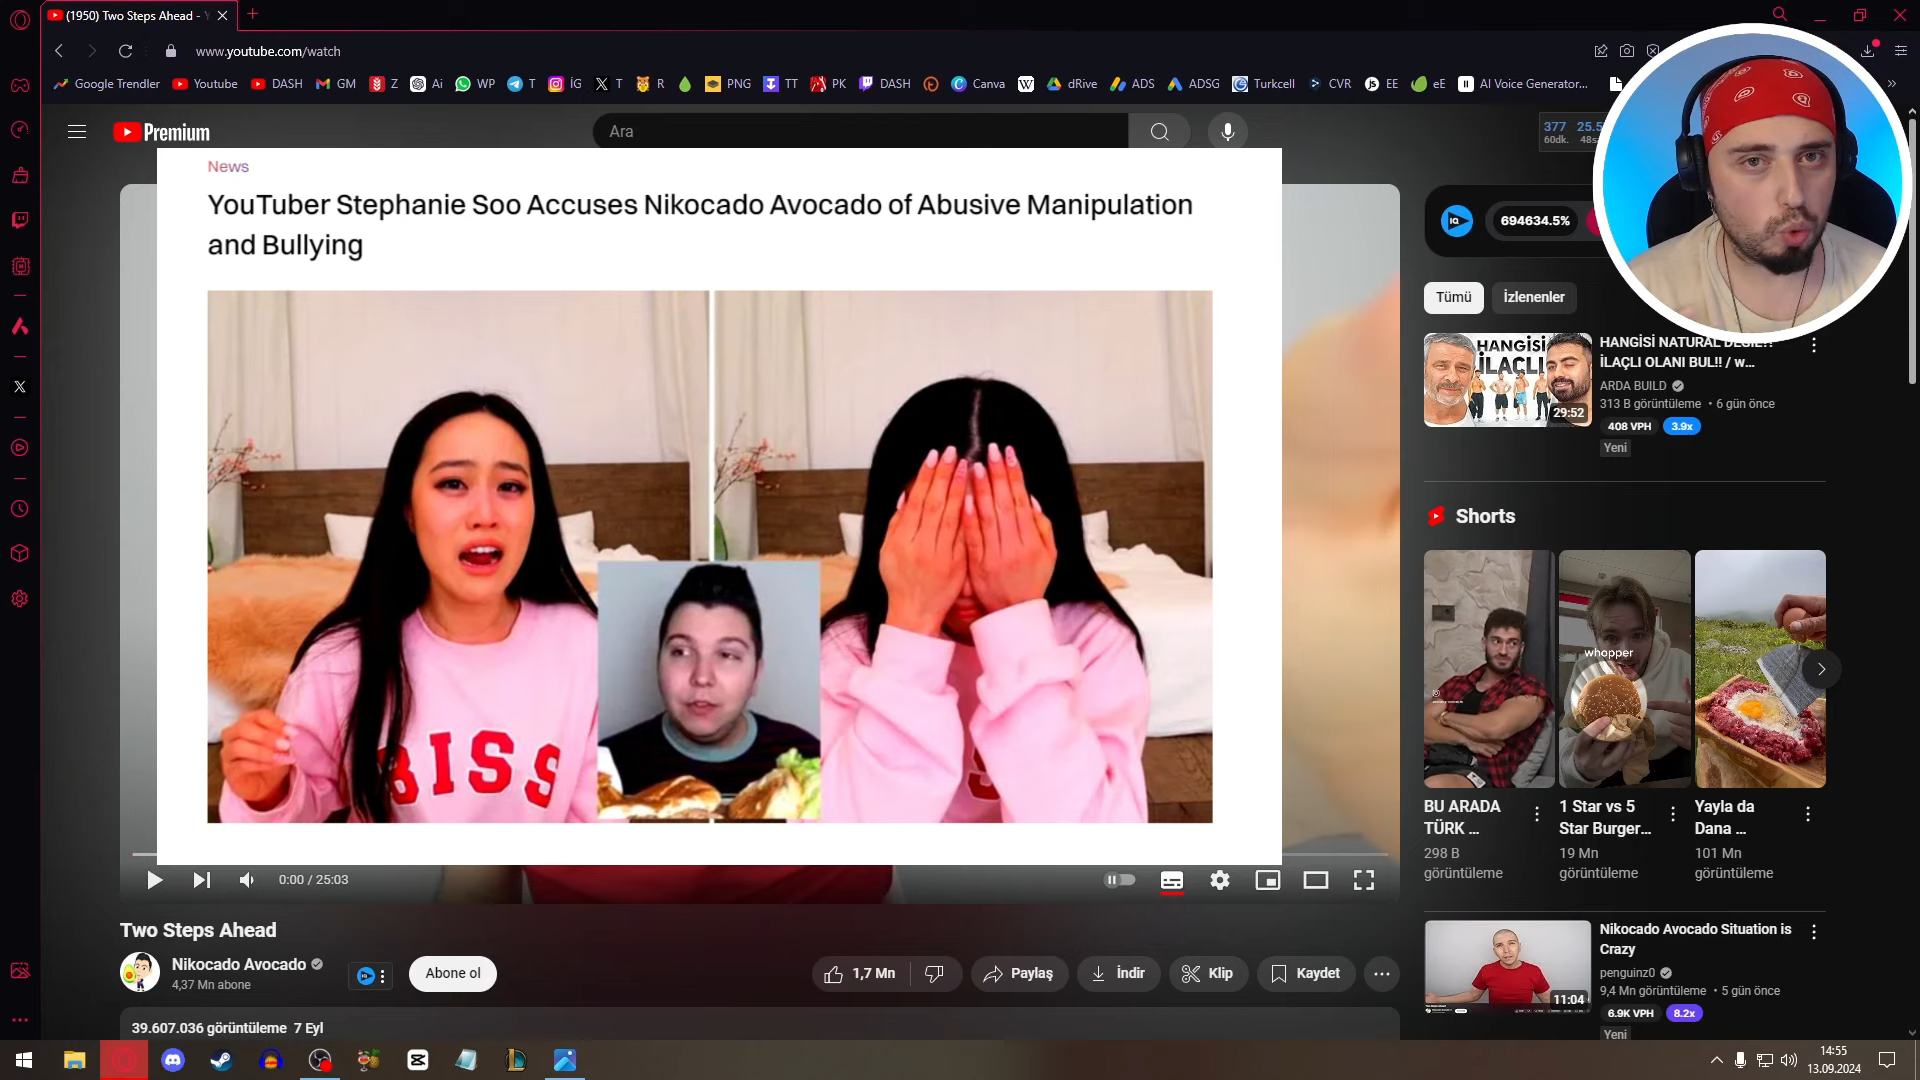 (1950) Two Steps Ahead -
www.youtube.com/watch
Google Trendler
Youtube
DASH
GM
Z
Ai
WP
T
İG
T
R
PNG
TT
PK
DASH
Canva
W
dRive
ADS
ADSG
Turkcell
CVR
EE
eE
AI Voice Generator...
Premium
Ara
377
60dk.
News
YouTuber Stephanie Soo Accuses Nikocado Avocado of Abusive Manipulation
and Bullying
BISS
694634.5%
Tümü
İzlenenler
HANGİSİ
İLAÇLI
29:52
HANGİSİ NATURAL DEĞİL?!
İLAÇLI OLANI BUL!! / w...
ARDA BUILD
313 B görüntüleme • 6 gün önce
408 VPH
3.9x
Yeni
Shorts
whopper
BU ARADA
TÜRK ...
298 B
görüntüleme
1 Star vs 5
Star Burger...
19 Mn
görüntüleme
Yayla da
Dana ...
101 Mn
görüntüleme
0:00 / 25:03
Two Steps Ahead
Nikocado Avocado
4,37 Mn abone
Abone ol
1,7 Mn
Paylaş
İndir
Klip
Kaydet
39.607.036 görüntüleme 7 Eyl
11:04
Nikocado Avocado Situation is
Crazy
penguinz0
9,4 Mn görüntüleme • 5 gün önce
6.9K VPH
8.2x
Yeni
14:55
13.09.2024